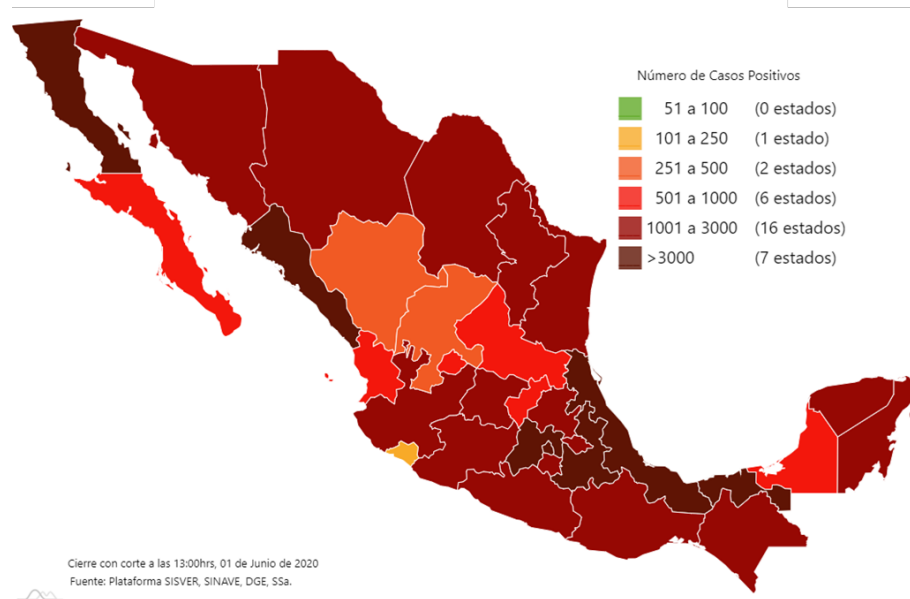 Número de Casos Positivos
51 a 100 (0 estados)
101 a 250 (1 estado)
251 a 500 (2 estados)
501 a 1000 (6 estados)
1001 a 3000 (16 estados)
>3000 (7 estados)
Cierre con corte a las 13:00hrs, 01 de Junio de 2020
Fuente: Plataforma SISVER, SINAVE, DGE, SSa.